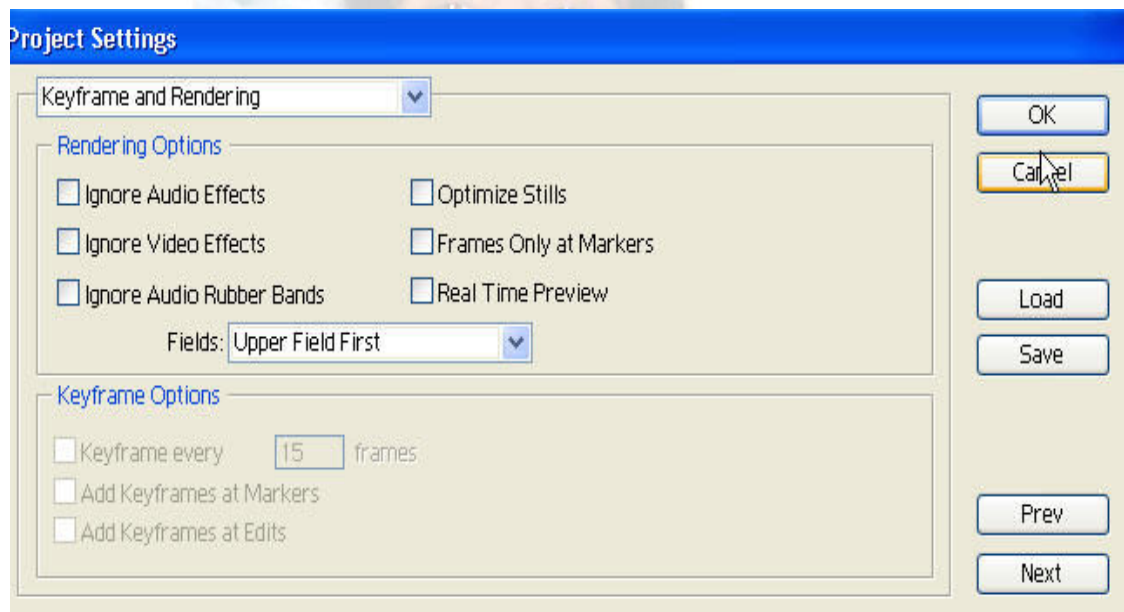 Project Settings
Keyframe and Rendering
Rendering Options
Ignore Audio Effects
Optimize Stills
Ignore Video Effects
Frames Only at Markers
Ignore Audio Rubber Bands
Real Time Preview
Fields: Upper Field First
Keyframe Options
Keyframe every 15 frames
Add Keyframes at Markers
Add Keyframes at Edits
OK
Cancel
Load
Save
Prev
Next